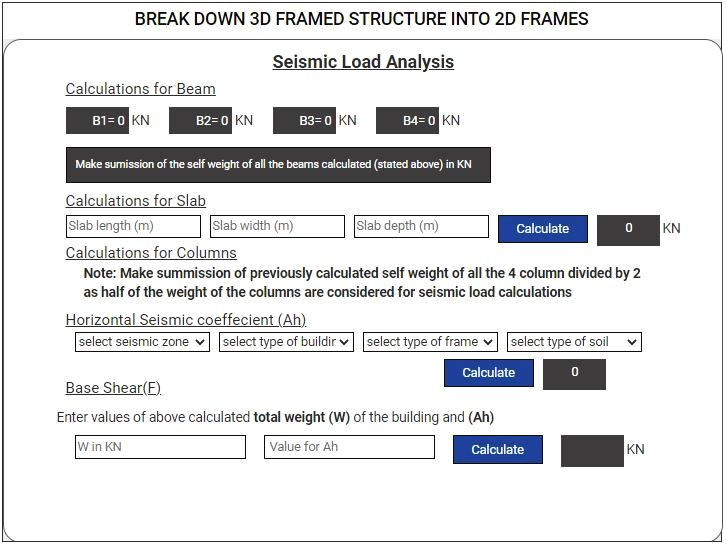 BREAK DOWN 3D FRAMED STRUCTURE INTO 2D FRAMES
Seismic Load Analysis
Calculations for Beam
B1= 0 KN B2= 0 KN B3= 0 KN B4= 0 KN
Make sumission of the self weight of all the beams calculated (stated above) in KN
Calculations for Slab
Slab length (m) Slab width (m) Slab depth (m) Calculate 0 KN
Calculations for Columns
Note: Make summission of previously calculated self weight of all the 4 column divided by 2
as half of the weight of the columns are considered for seismic load calculations
Horizontal Seismic coeffecient (Ah)
select seismic zone select type of buildir select type of frame select type of soil
Calculate 0
Base Shear(F)
Enter values of above calculated total weight (W) of the building and (Ah)
W in KN Value for Ah Calculate KN